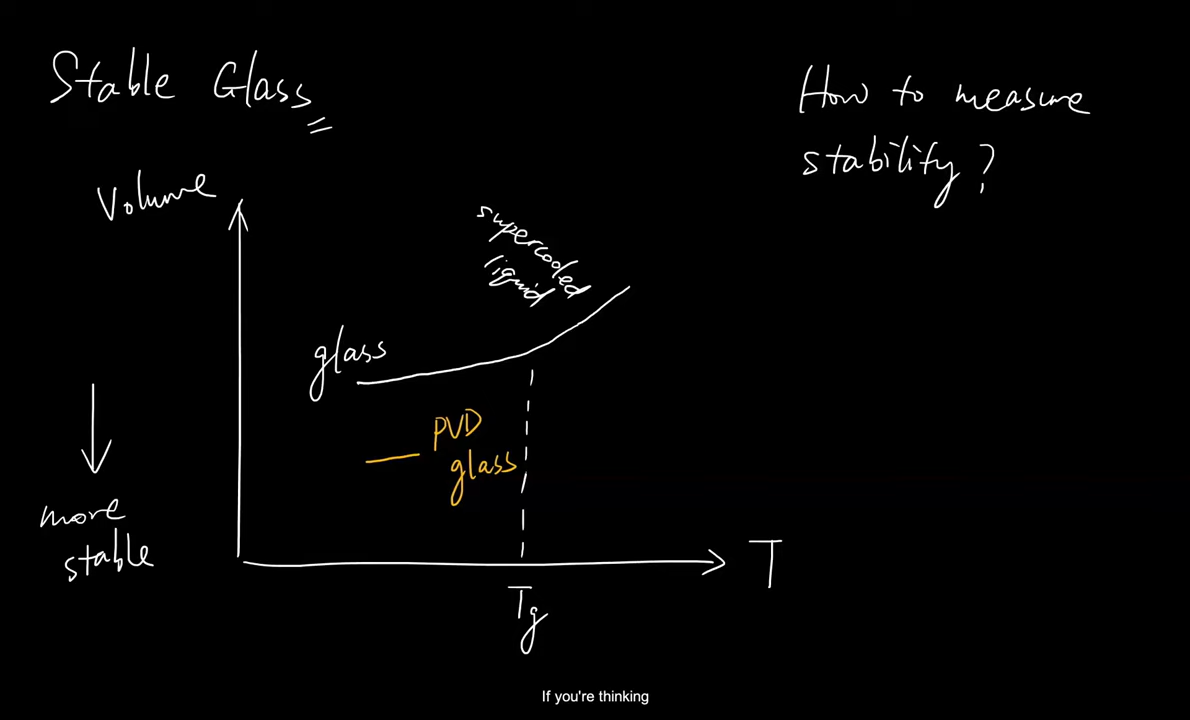 Stable Glass
How to measure
stability?
Volume
supercooled
liquid
glass
PVD
glass
more
stable
T
Tg
If you're thinking